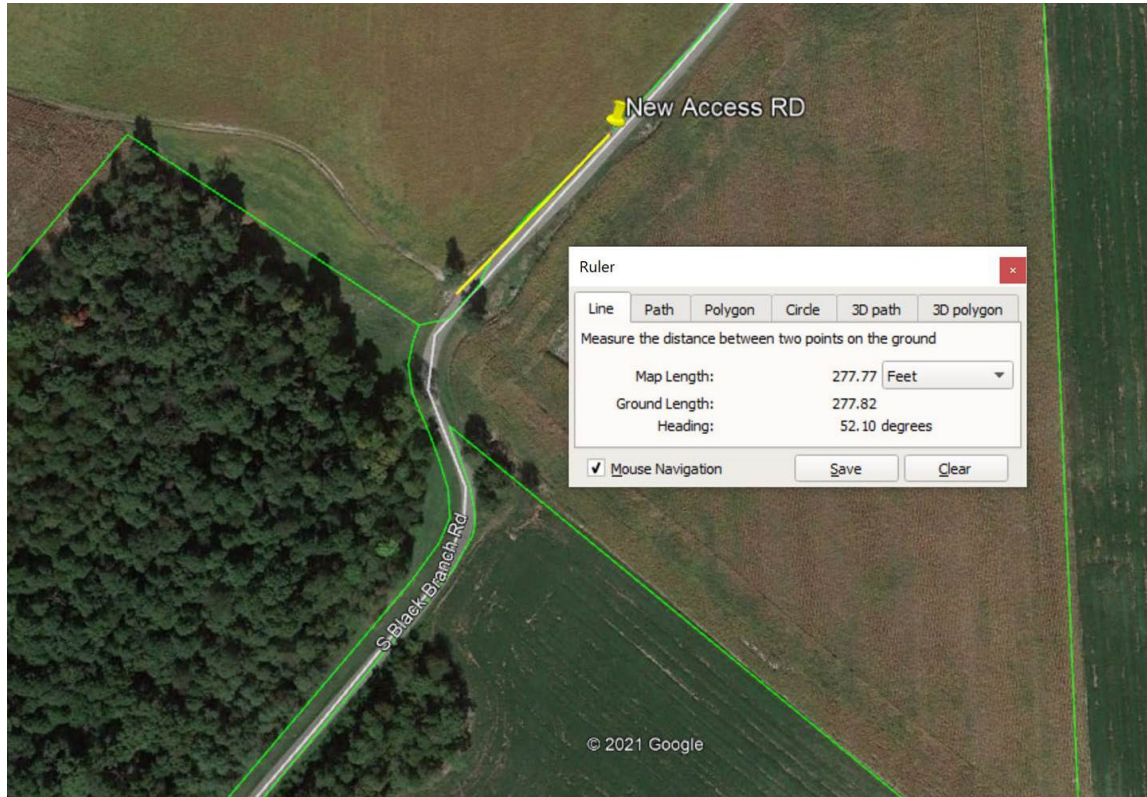 New Access RD
Ruler
Line Path Polygon Circle 3D path 3D polygon
Measure the distance between two points on the ground
Map Length: 277.77 Feet
Ground Length: 277.82
Heading: 52.10 degrees
Mouse Navigation Save Clear
S Black Branch Rd
© 2021 Google